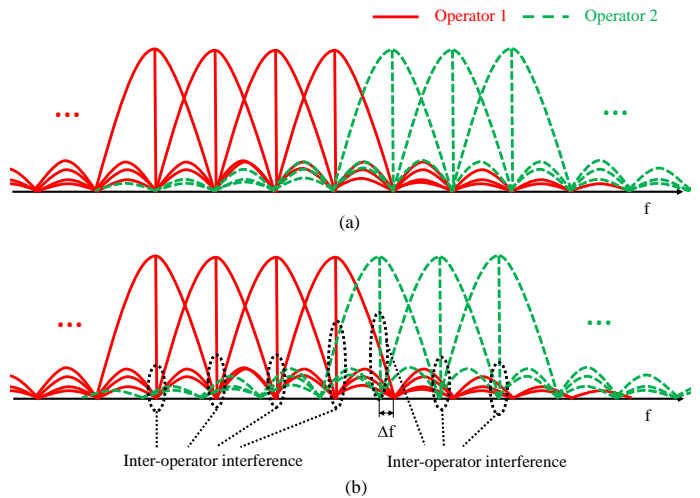 Operator 1 Operator 2
... ...
f
(a)
... ...
f
Δf
Inter-operator interference Inter-operator interference
(b)